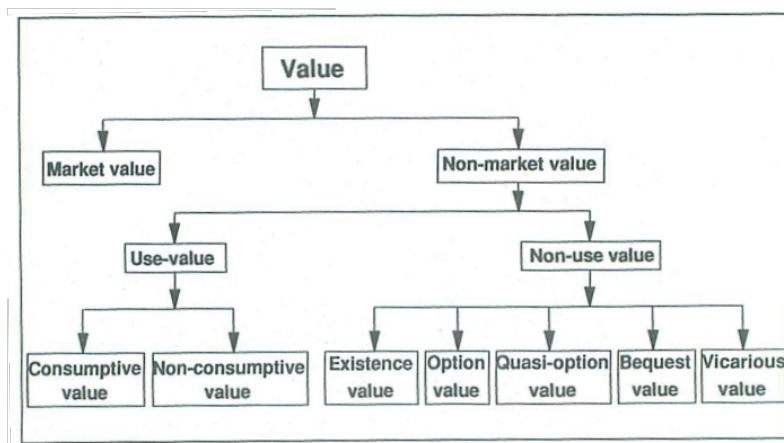 Value
Market value
Non-market value
Use-value
Non-use value
Consumptive
value
Non-consumptive
value
Existence
value
Option
value
Quasi-option
value
Bequest
value
Vicarious
value